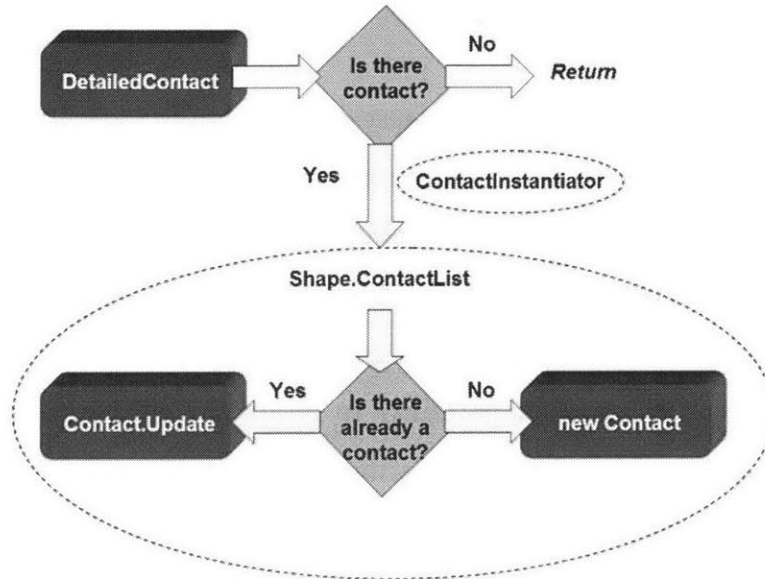 DetailedContact
Is there
contact?
No
Return
Yes
ContactInstantiator
Shape.ContactList
Contact.Update
Yes
Is there
already a
contact?
No
new Contact